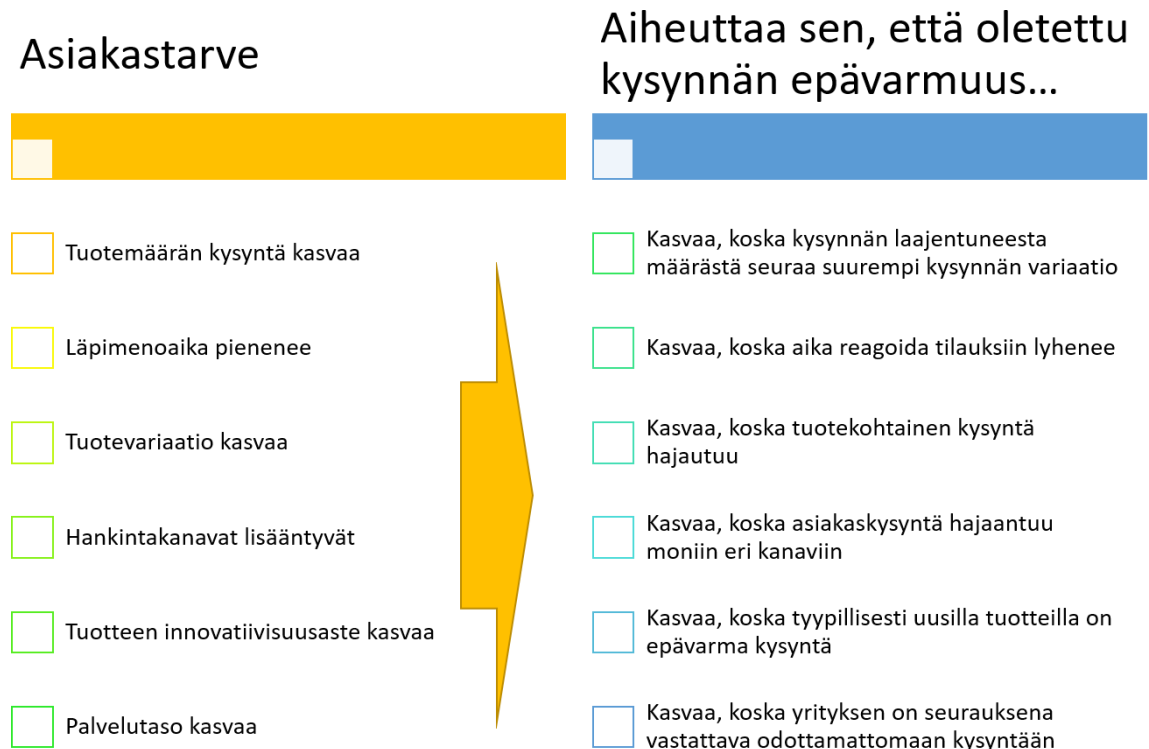 Asiakastarve
Aiheuttaa sen, että oletettu
kysynnän epävarmuus...
Tuotemäärän kysyntä kasvaa
Kasvaa, koska kysynnän laajentuneesta
määrästä seuraa suurempi kysynnän variaatio
Läpimenoaika pienenee
Kasvaa, koska aika reagoida tilauksiin lyhenee
Tuotevariaatio kasvaa
Kasvaa, koska tuotekohtainen kysyntä
hajautuu
Hankintakanavat lisääntyvät
Kasvaa, koska asiakaskysyntä hajaantuu
moniin eri kanaviin
Tuotteen innovatiivisuusaste kasvaa
Kasvaa, koska tyypillisesti uusilla tuotteilla on
epävarma kysyntä
Palvelutaso kasvaa
Kasvaa, koska yrityksen on seurauksena
vastattava odottamattomaan kysyntään